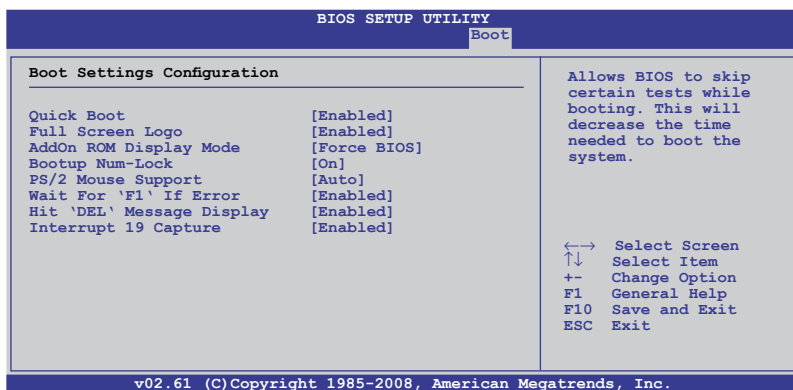 BIOS SETUP UTILITY
Boot
Boot Settings Configuration
Quick Boot [Enabled]
Full Screen Logo [Enabled]
AddOn ROM Display Mode [Force BIOS]
Bootup Num-Lock [On]
PS/2 Mouse Support [Auto]
Wait For ‘F1‘ If Error [Enabled]
Hit ‘DEL‘ Message Display [Enabled]
Interrupt 19 Capture [Enabled]
Allows BIOS to skip
certain tests while
booting. This will
decrease the time
needed to boot the
system.
←→ Select Screen
↑↓ Select Item
+- Change Option
F1 General Help
F10 Save and Exit
ESC Exit
v02.61 (C)Copyright 1985-2008, American Megatrends, Inc.